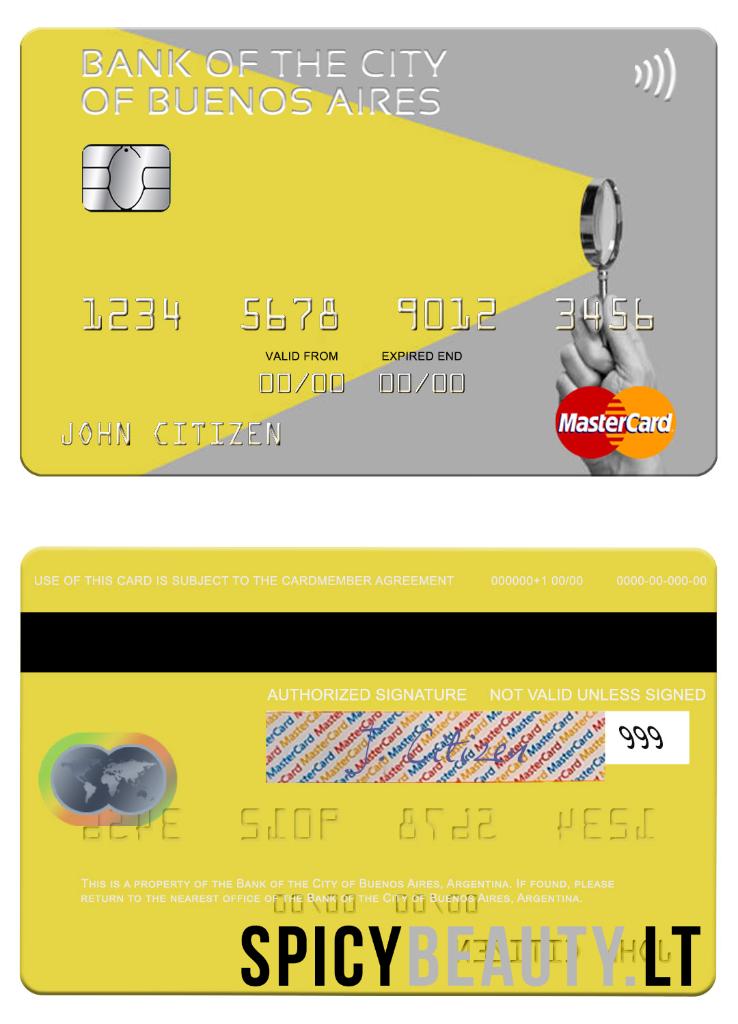 BANK OF THE CITY
OF BUENOS AIRES
1234 5678 9012 3456
VALID FROM EXPIRED END
00/00 00/00
JOHN CITIZEN
MasterCard
USE OF THIS CARD IS SUBJECT TO THE CARDMEMBER AGREEMENT 000000+1 00/00 0000-00-000-00
AUTHORIZED SIGNATURE NOT VALID UNLESS SIGNED
J. Citizen 999
THIS IS A PROPERTY OF THE BANK OF THE CITY OF BUENOS AIRES, ARGENTINA. IF FOUND, PLEASE
RETURN TO THE NEAREST OFFICE OF THE BANK OF THE CITY OF BUENOS AIRES, ARGENTINA.
SPICYBEAUTY.LT